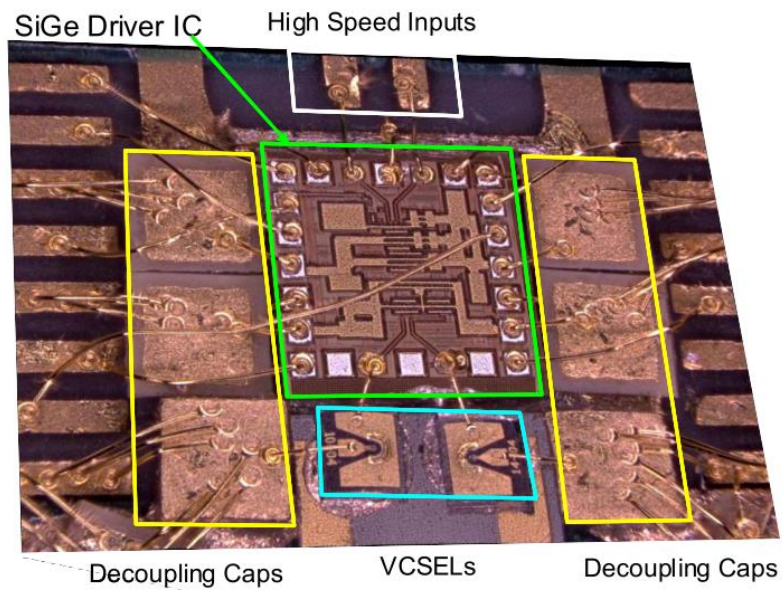 SiGe Driver IC
High Speed Inputs
Decoupling Caps
VCSELs
Decoupling Caps